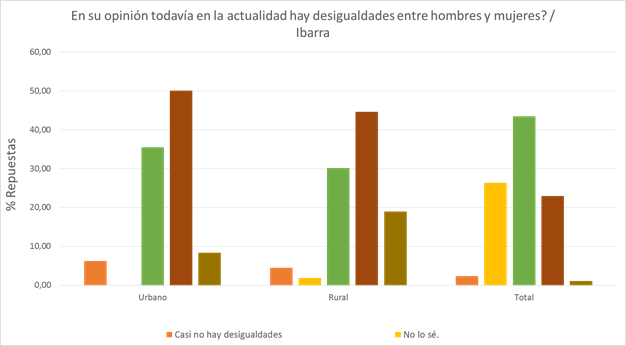 En su opinión todavía en la actualidad hay desigualdades entre hombres y mujeres? /
Ibarra
60,00
50,00
40,00
30,00
20,00
10,00
0,00
% Repuestas
Urbano Rural Total
Casi no hay desigualdades No lo sé.